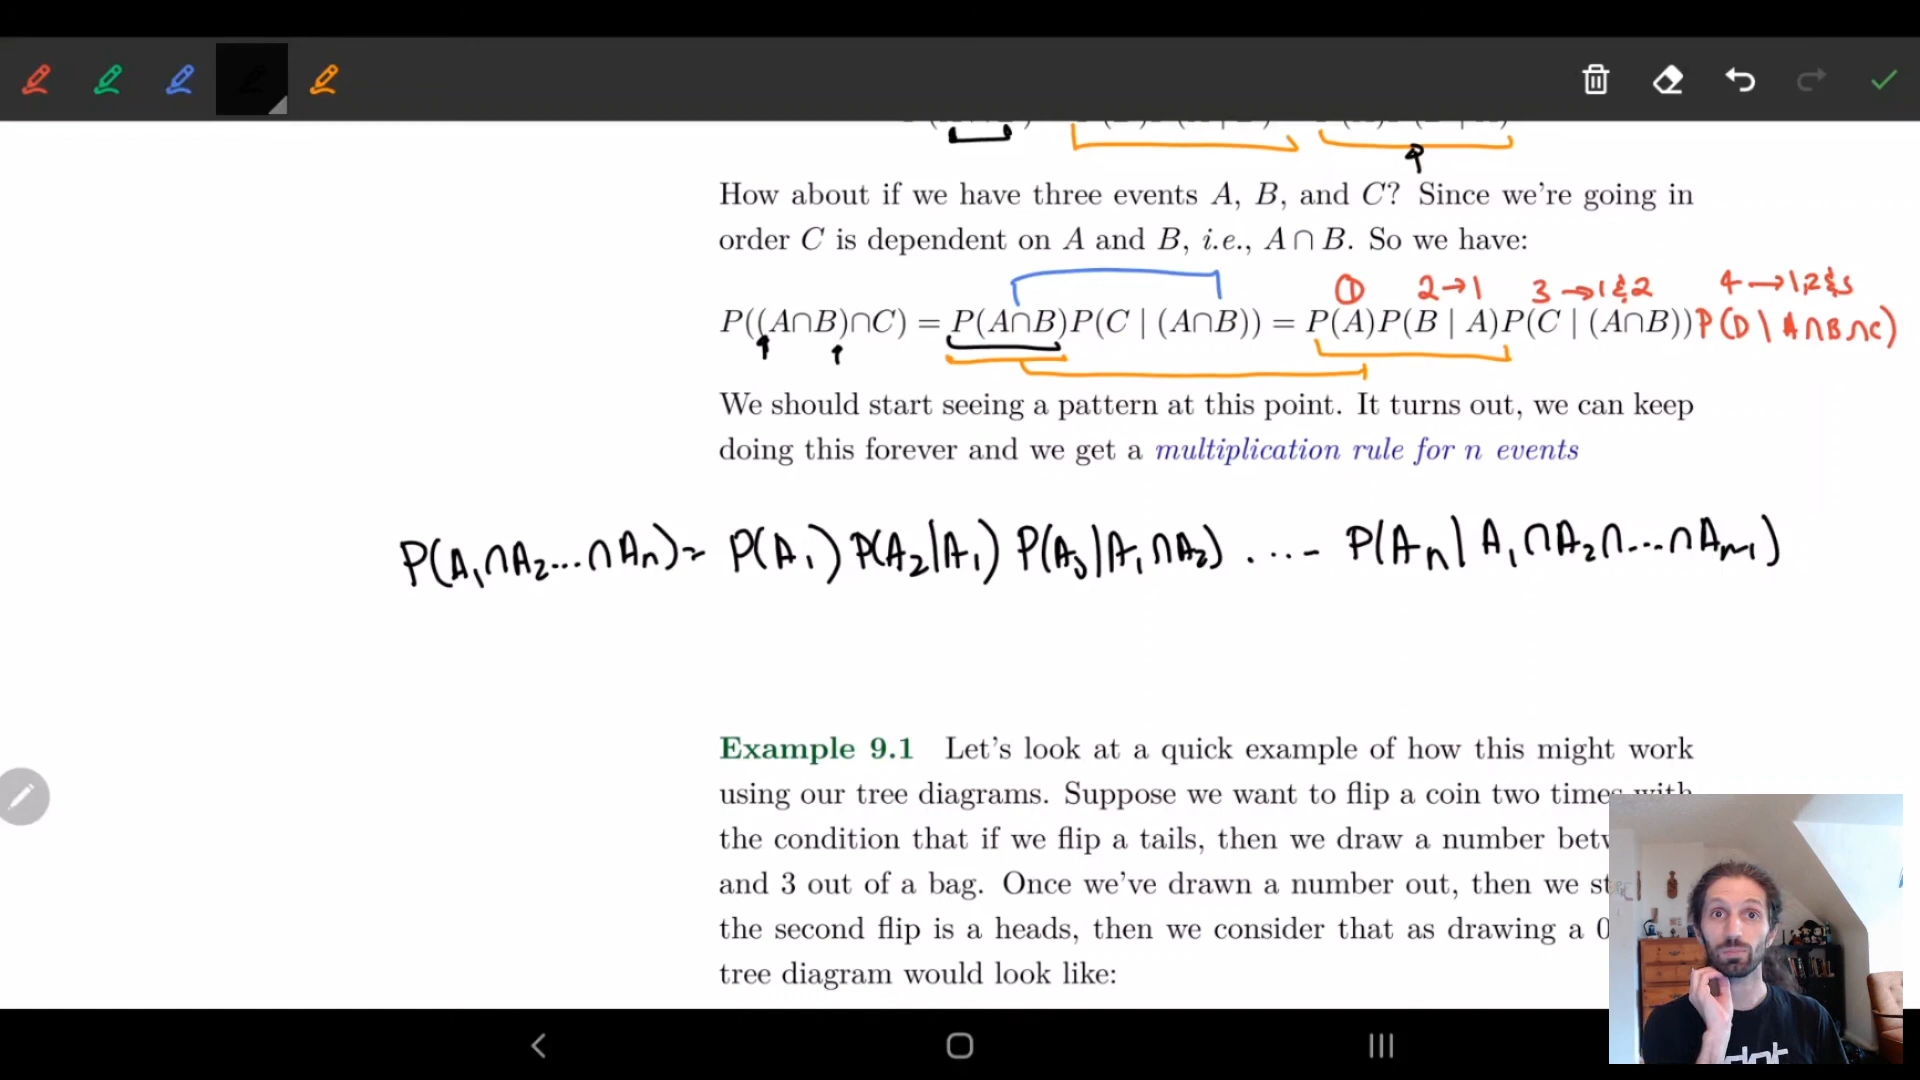 How about if we have three events A, B, and C? Since we're going in
order C is dependent on A and B, i.e., A ∩ B. So we have:
① 2→1 3→1&2 4→1,2&3
P((A∩B)∩C) = P(A∩B)P(C | (A∩B)) = P(A)P(B | A)P(C | (A∩B))P(D | A∩B∩C)
We should start seeing a pattern at this point. It turns out, we can keep
doing this forever and we get a multiplication rule for n events
P(A₁∩A₂...∩Aₙ) = P(A₁) P(A₂|A₁) P(A₃|A₁∩A₂) .... P(Aₙ| A₁∩A₂∩...∩Aₙ₋₁)
Example 9.1 Let's look at a quick example of how this might work
using our tree diagrams. Suppose we want to flip a coin two times with
the condition that if we flip a tails, then we draw a number
and 3 out of a bag. Once we've drawn a number out, then we
the second flip is a heads, then we consider that as drawing a 0
tree diagram would look like: